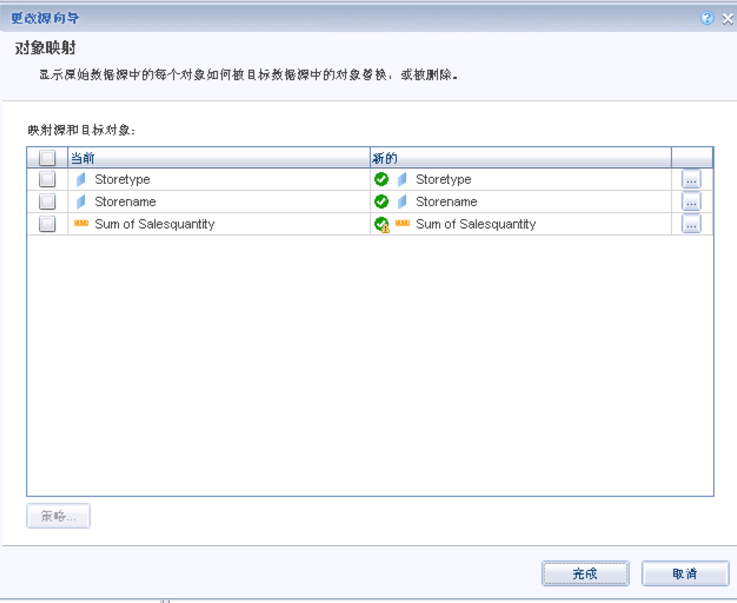 更改源向导
对象映射
显示原始数据源中的每个对象如何被目标数据源中的对象替换，或被删除。
映射源和目标对象：
当前 新的
Storetype Storetype ...
Storename Storename ...
Sum of Salesquantity Sum of Salesquantity ...
策略...
完成 取消